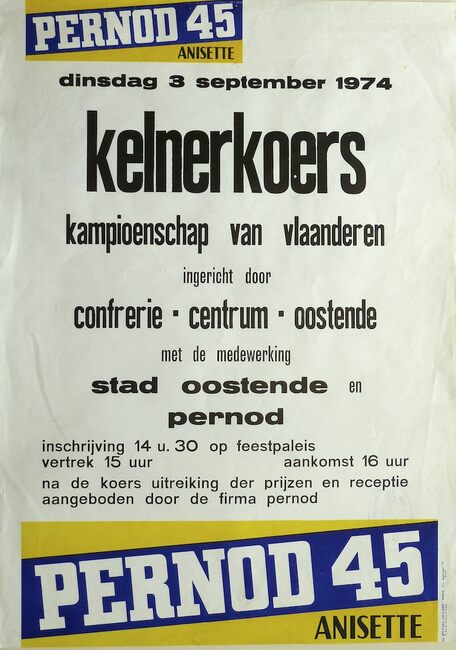 PERNOD 45
ANISETTE
dinsdag 3 september 1974
kelnerkoers
kampioenschap van vlaanderen
ingericht door
confrerie · centrum · oostende
met de medewerking
stad oostende en
pernod
inschrijving 14 u. 30 op feestpaleis
vertrek 15 uur aankomst 16 uur
na de koers uitreiking der prijzen en receptie
aangeboden door de firma pernod
PERNOD 45
ANISETTE